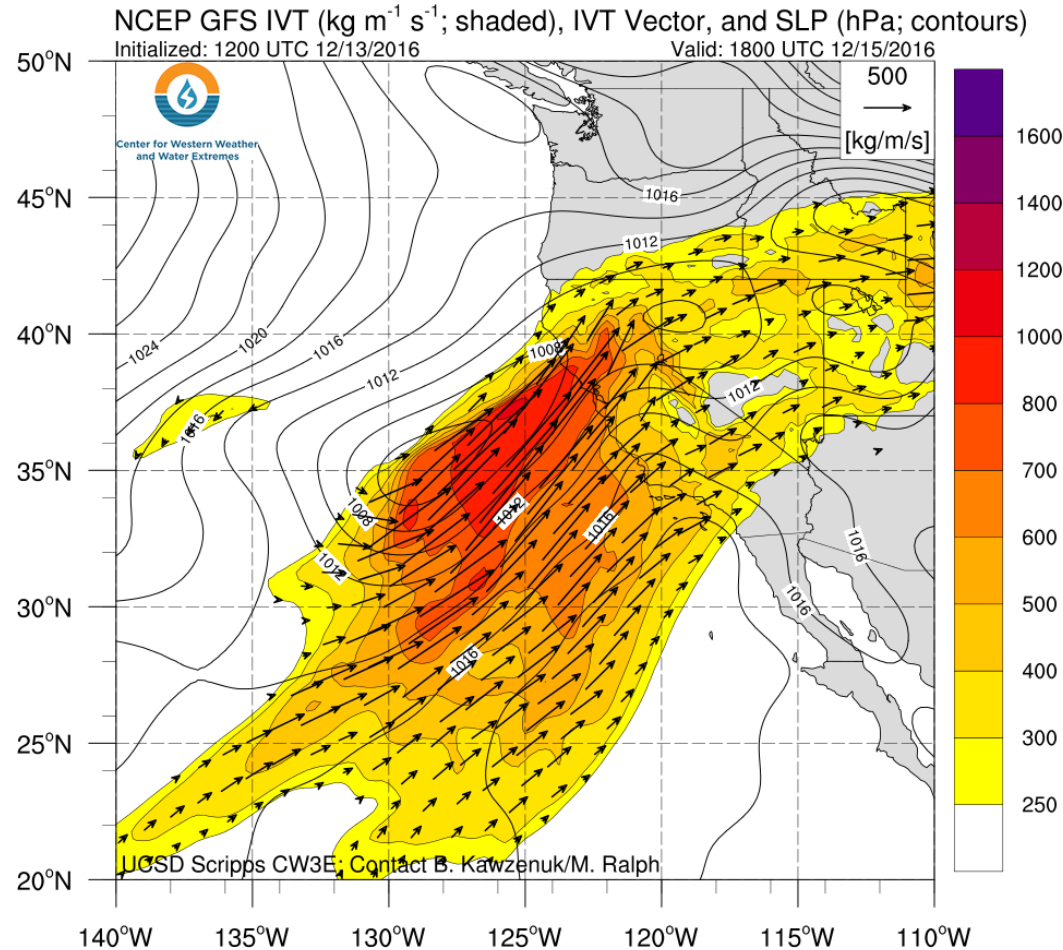 NCEP GFS IVT (kg m⁻¹ s⁻¹; shaded), IVT Vector, and SLP (hPa; contours)
Initialized: 1200 UTC 12/13/2016
Valid: 1800 UTC 12/15/2016
50°N
45°N
40°N
35°N
30°N
25°N
20°N
Center for Western Weather
and Water Extremes
500
[kg/m/s]
1016
1012
1024
1020
1016
1012
1008
1012
1016
1008
1012
1012
1016
1016
1016
1016
UCSD Scripps CW3E; Contact B. Kawzenuk/M. Ralph
140°W
135°W
130°W
125°W
120°W
115°W
110°W
1600
1400
1200
1000
800
700
600
500
400
300
250